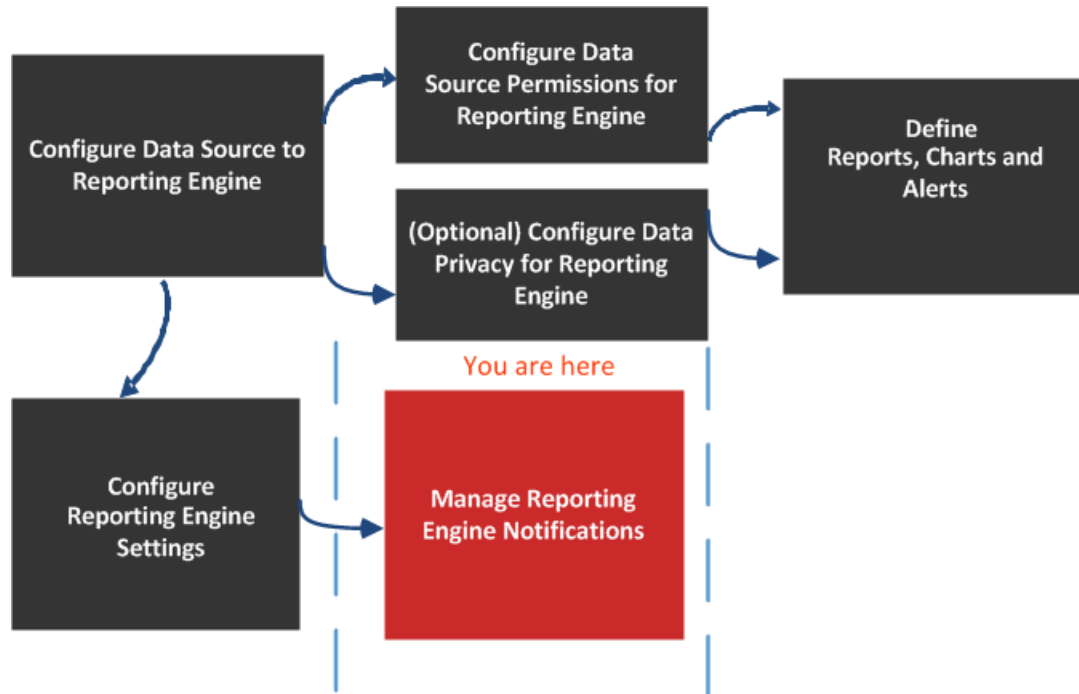 Configure Data Source to
Reporting Engine
Configure Data
Source Permissions for
Reporting Engine
(Optional) Configure Data
Privacy for Reporting
Engine
Define
Reports, Charts and
Alerts
Configure
Reporting Engine
Settings
You are here
Manage Reporting
Engine Notifications